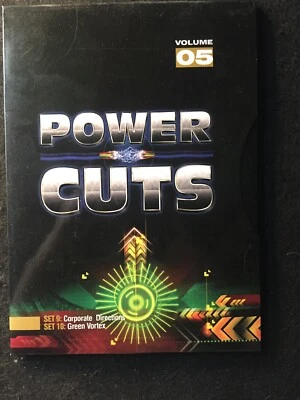 VOLUME
05
POWER
CUTS
SET 9: Corporate Directions
SET 10: Green Vortex